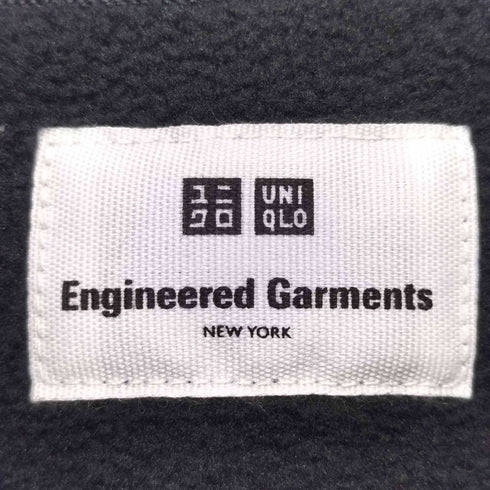 ユニ UNI
クロ QLO
Engineered Garments
NEW YORK